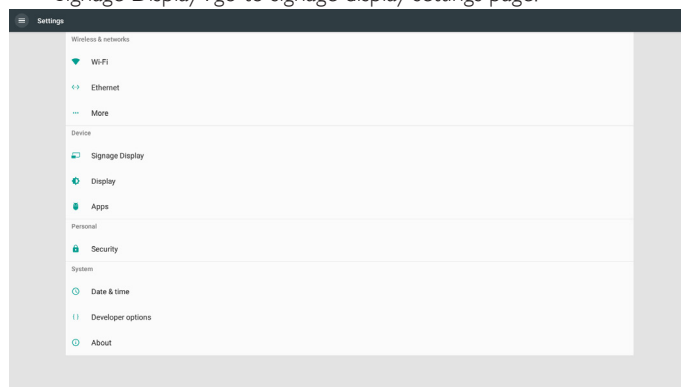 Signage Display : go to signage display settings page.
Settings
Wireless & networks
Wi-Fi
Ethernet
More
Device
Signage Display
Display
Apps
Personal
Security
System
Date & time
Developer options
About